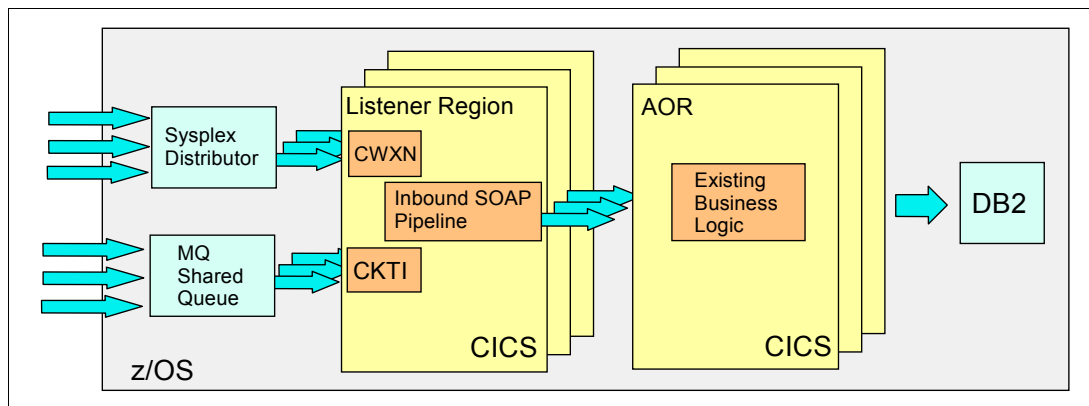 Sysplex
Distributor
MQ
Shared
Queue
Listener Region
CWXN
Inbound SOAP
Pipeline
CKTI
CICS
AOR
Existing
Business
Logic
CICS
DB2
z/OS